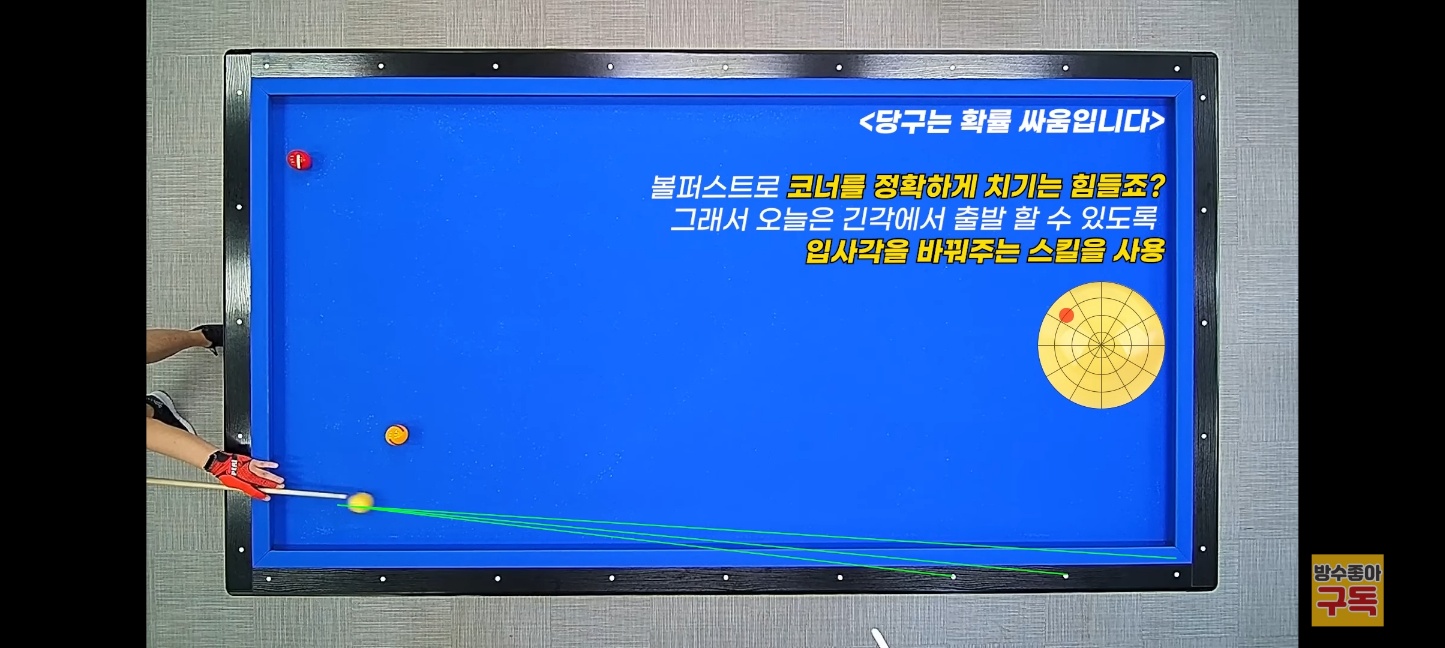 <당구는 확률 싸움입니다>
볼퍼스트로 코너를 정확하게 치기는 힘들죠?
그래서 오늘은 긴각에서 출발 할 수 있도록
입사각을 바꿔주는 스킬을 사용
방수좋아
구독